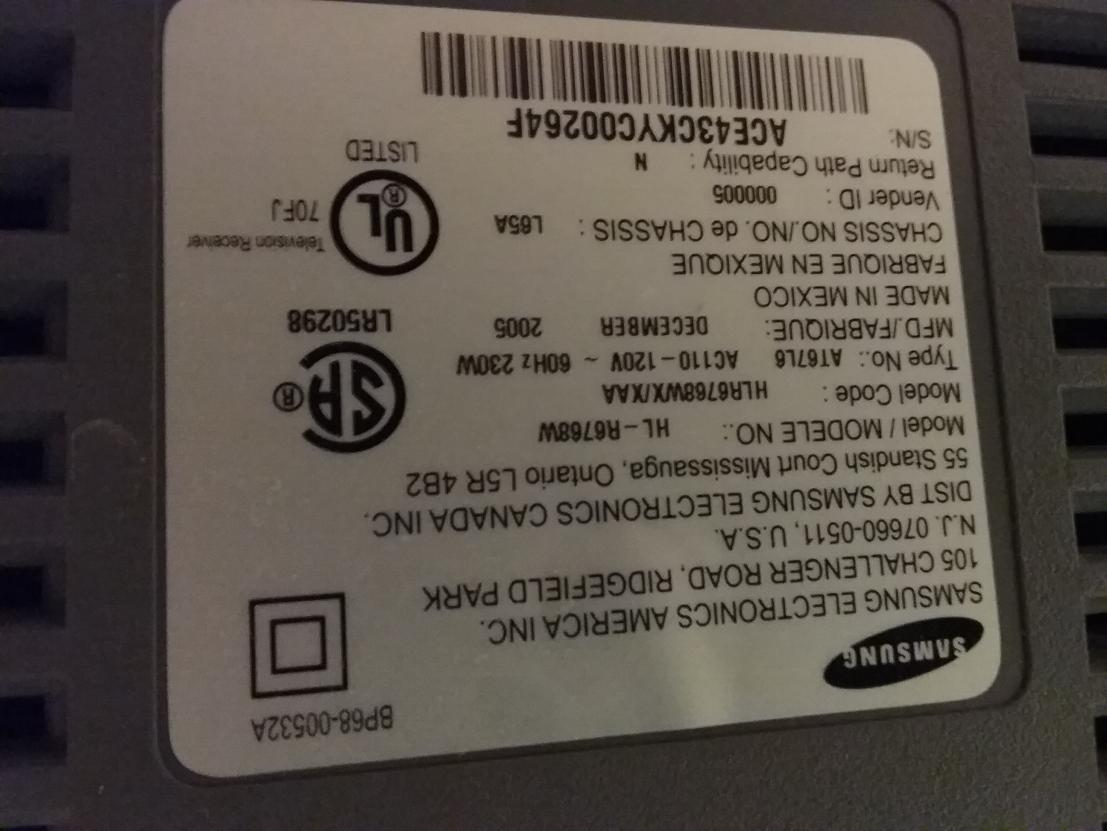 BP68-00532A
SAMSUNG
SAMSUNG ELECTRONICS AMERICA INC.
105 CHALLENGER ROAD, RIDGEFIELD PARK
N.J. 07660-0511, U.S.A.
DIST BY SAMSUNG ELECTRONICS CANADA INC.
55 Standish Court Mississauga, Ontario L5R 4B2
Model / MODELE NO.: HL-R6768W
Model Code : HLR6768WX/XAA
Type No.: AT67L6 AC110-120V ~ 60Hz 230W
MFD./FABRIQUE: DECEMBER 2005
MADE IN MEXICO
FABRIQUE EN MEXIQUE
CHASSIS NO./NO. de CHASSIS : L65A
Vender ID : 000005
Return Path Capability : N
S/N: ACE43CKYC00264F
SA ®
LR50298
UL ®
Television Receiver
70FJ
LISTED